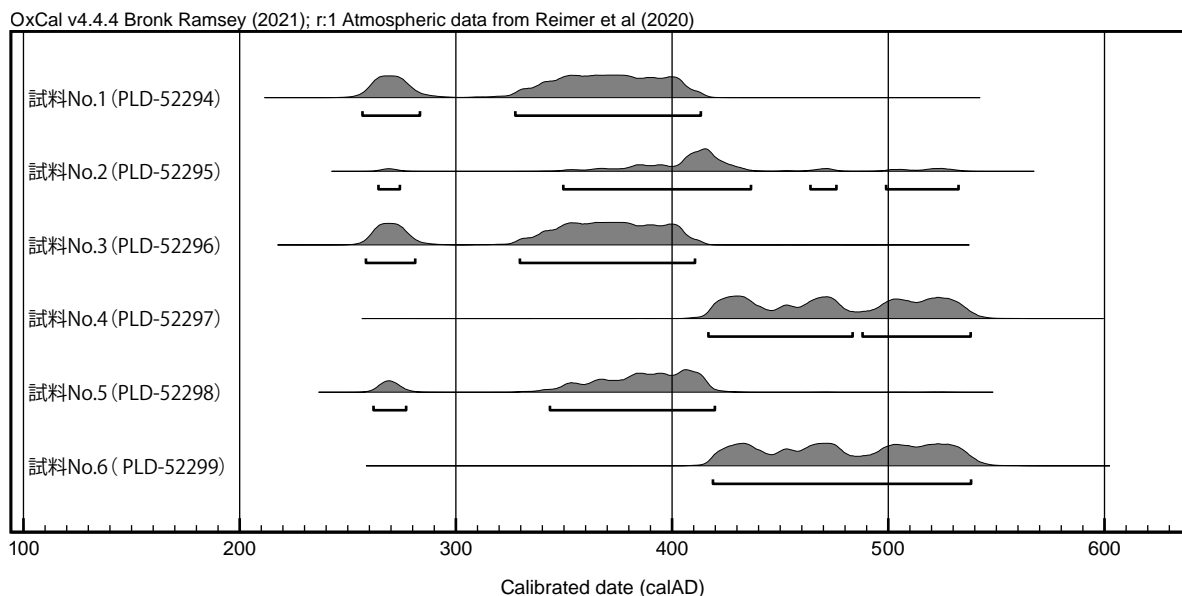 OxCal v4.4.4 Bronk Ramsey (2021); r:1 Atmospheric data from Reimer et al (2020)
試料No.1（PLD-52294）
試料No.2（PLD-52295）
試料No.3（PLD-52296）
試料No.4（PLD-52297）
試料No.5（PLD-52298）
試料No.6（ PLD-52299）
100 200 300 400 500 600
Calibrated date (calAD)